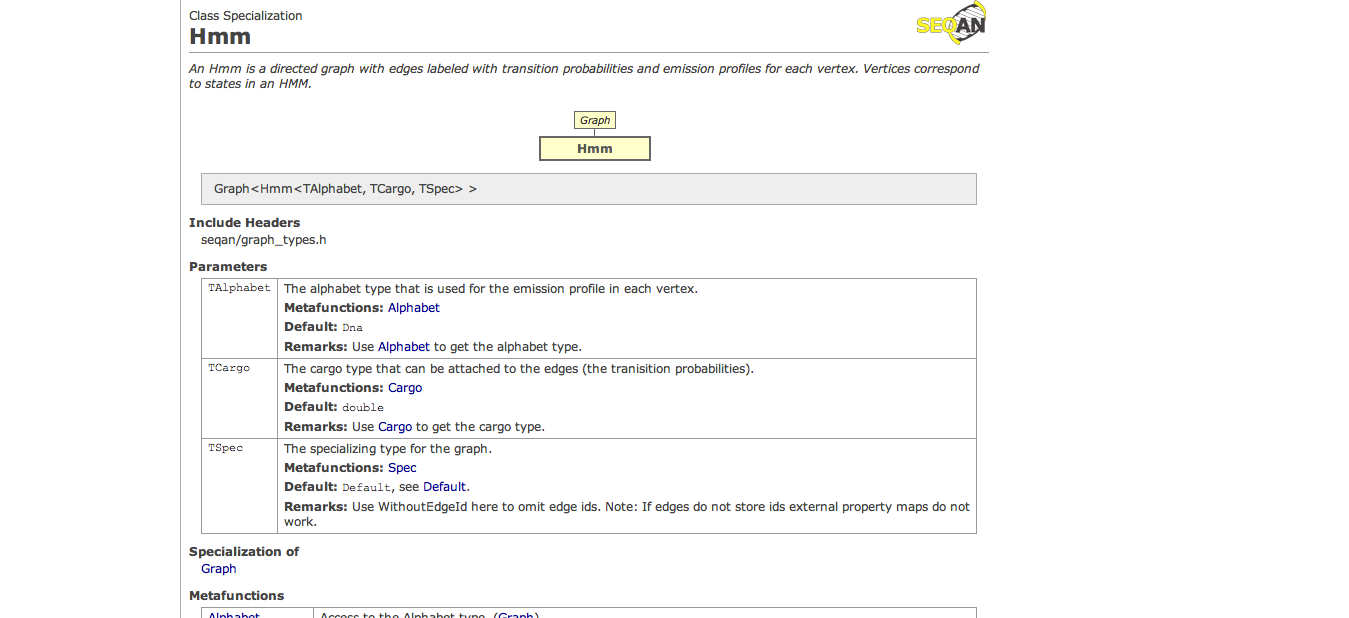 Class Specialization
SEQAN
Hmm
An Hmm is a directed graph with edges labeled with transition probabilities and emission profiles for each vertex. Vertices correspond
to states in an HMM.
Graph
Hmm
Graph<Hmm<TAlphabet, TCargo, TSpec> >
Include Headers
seqan/graph_types.h
Parameters
TAlphabet The alphabet type that is used for the emission profile in each vertex.
Metafunctions: Alphabet
Default: Dna
Remarks: Use Alphabet to get the alphabet type.
TCargo The cargo type that can be attached to the edges (the tranisition probabilities).
Metafunctions: Cargo
Default: double
Remarks: Use Cargo to get the cargo type.
TSpec The specializing type for the graph.
Metafunctions: Spec
Default: Default, see Default.
Remarks: Use WithoutEdgeId here to omit edge ids. Note: If edges do not store ids external property maps do not
work.
Specialization of
Graph
Metafunctions
Alphabet Access to the Alphabet type. (Graph)